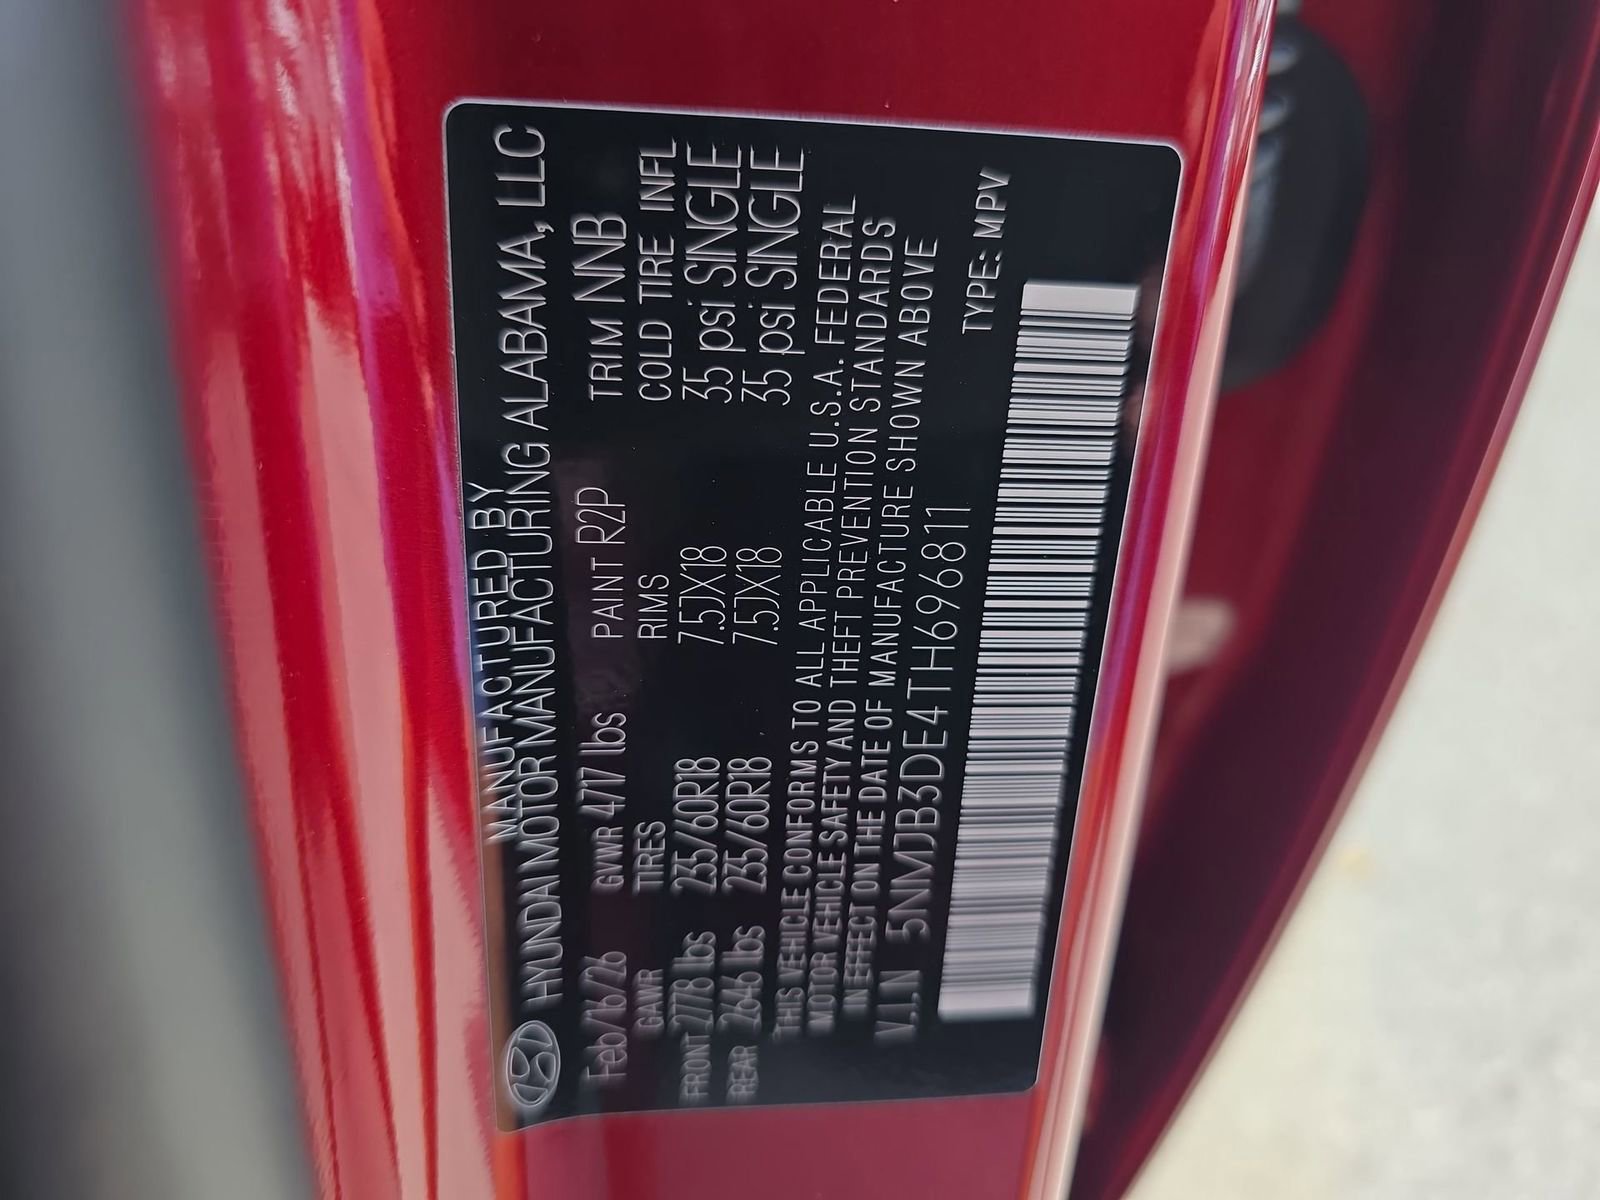 MANUFACTURED BY
HYUNDAI MOTOR MANUFACTURING ALABAMA, LLC
Feb/16/26 GVWR 4717 lbs PAINT R2P TRIM NNB
GAWR TIRES RIMS COLD TIRE INFL
FRONT 2778 lbs 235/60R18 7.5JX18 35 psi SINGLE
REAR 2646 lbs 235/60R18 7.5JX18 35 psi SINGLE
THIS VEHICLE CONFORMS TO ALL APPLICABLE U.S.A. FEDERAL
MOTOR VEHICLE SAFETY AND THEFT PREVENTION STANDARDS
IN EFFECT ON THE DATE OF MANUFACTURE SHOWN ABOVE
V.I.N 5NMJB3DE4TH696811
TYPE: MPV